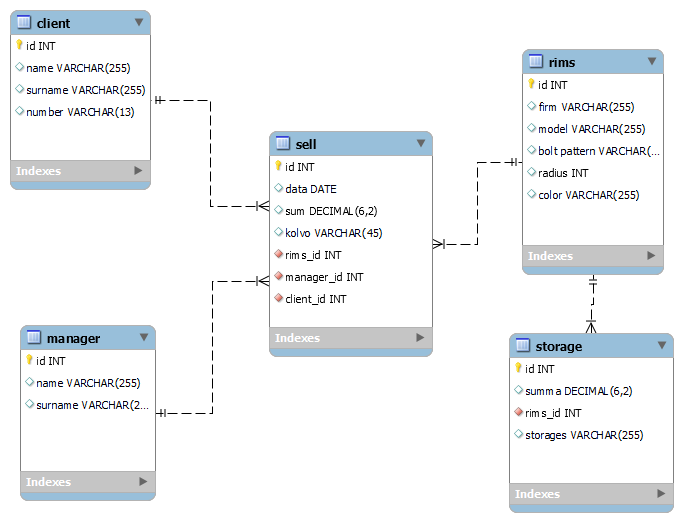 client
id INT
name VARCHAR(255)
surname VARCHAR(255)
number VARCHAR(13)
Indexes
manager
id INT
name VARCHAR(255)
surname VARCHAR(2...
Indexes
sell
id INT
data DATE
sum DECIMAL(6,2)
kolvo VARCHAR(45)
rims_id INT
manager_id INT
client_id INT
Indexes
rims
id INT
firm VARCHAR(255)
model VARCHAR(255)
bolt pattern VARCHAR(...
radius INT
color VARCHAR(255)
Indexes
storage
id INT
summa DECIMAL(6,2)
rims_id INT
storages VARCHAR(255)
Indexes